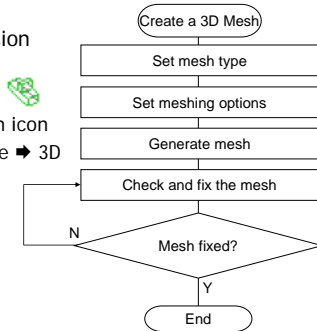 sion
n icon
e ➡ 3D
Create a 3D Mesh
Set mesh type
Set meshing options
Generate mesh
Check and fix the mesh
Mesh fixed?
N
Y
End